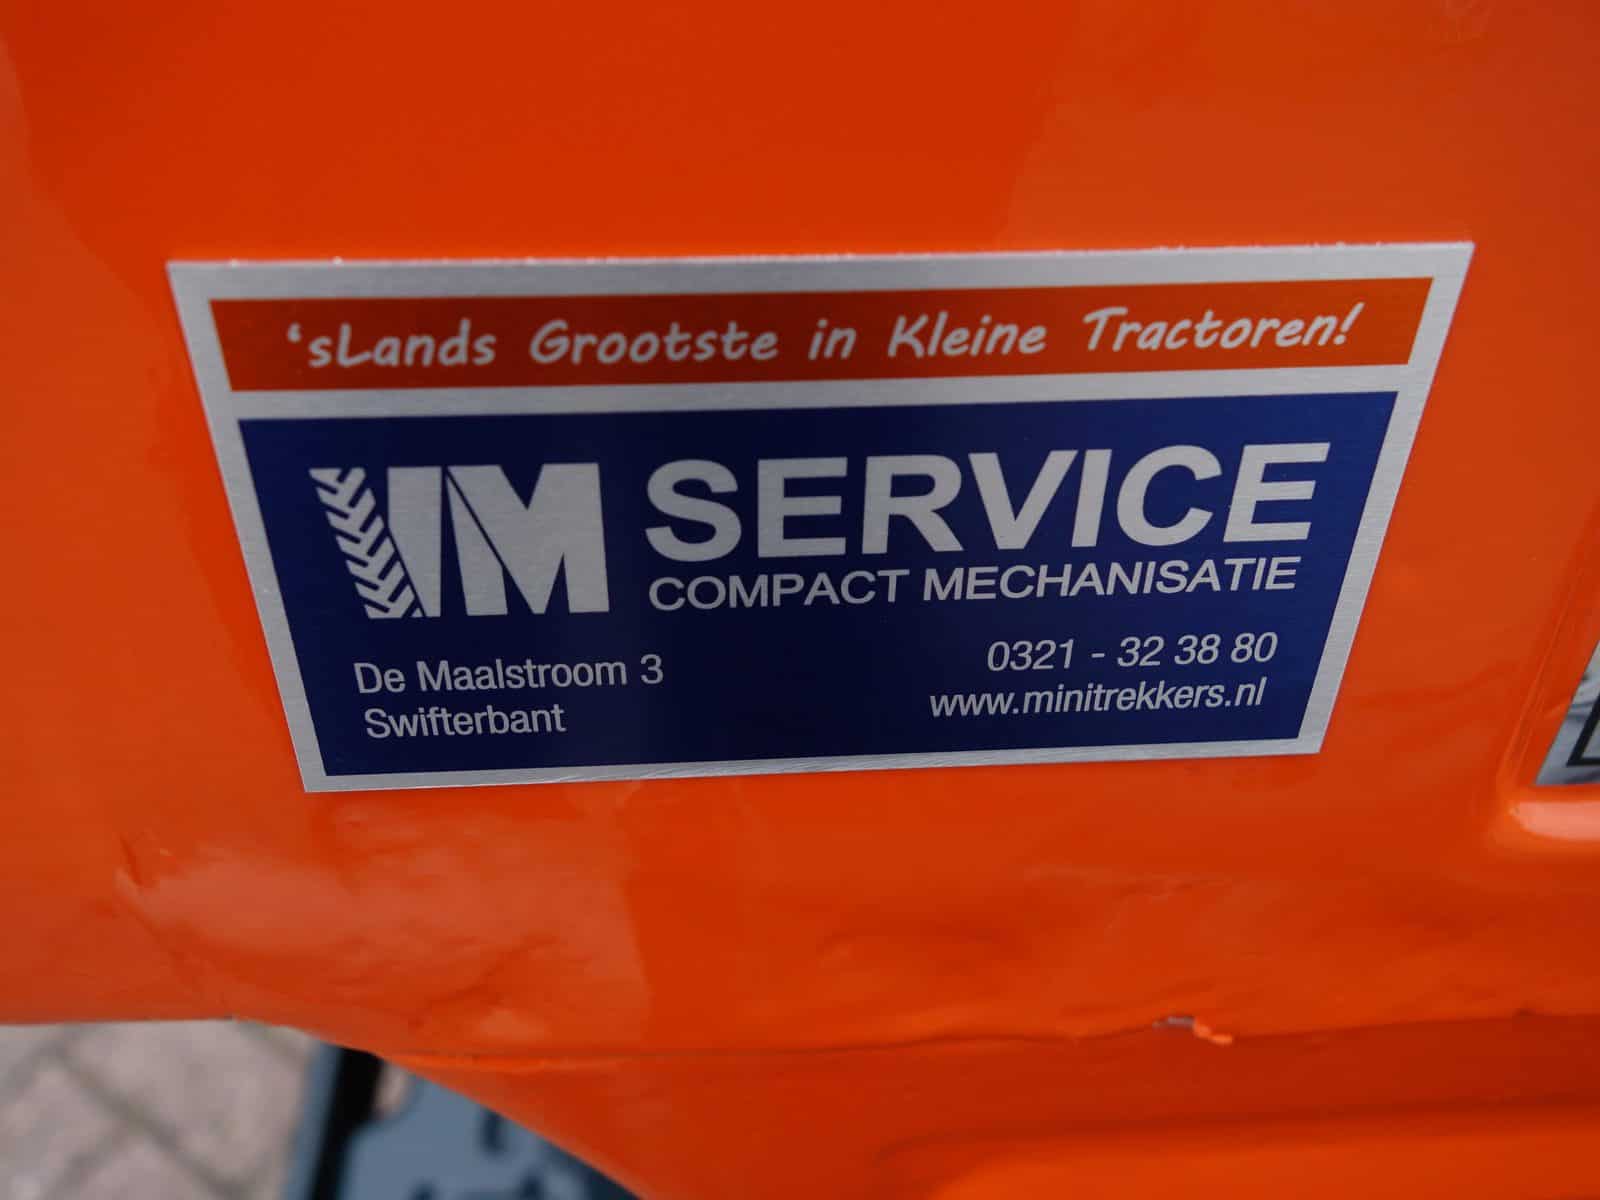 ‘sLands Grootste in Kleine Tractoren!
VM SERVICE
COMPACT MECHANISATIE
De Maalstroom 3
Swifterbant
0321 - 32 38 80
www.minitrekkers.nl